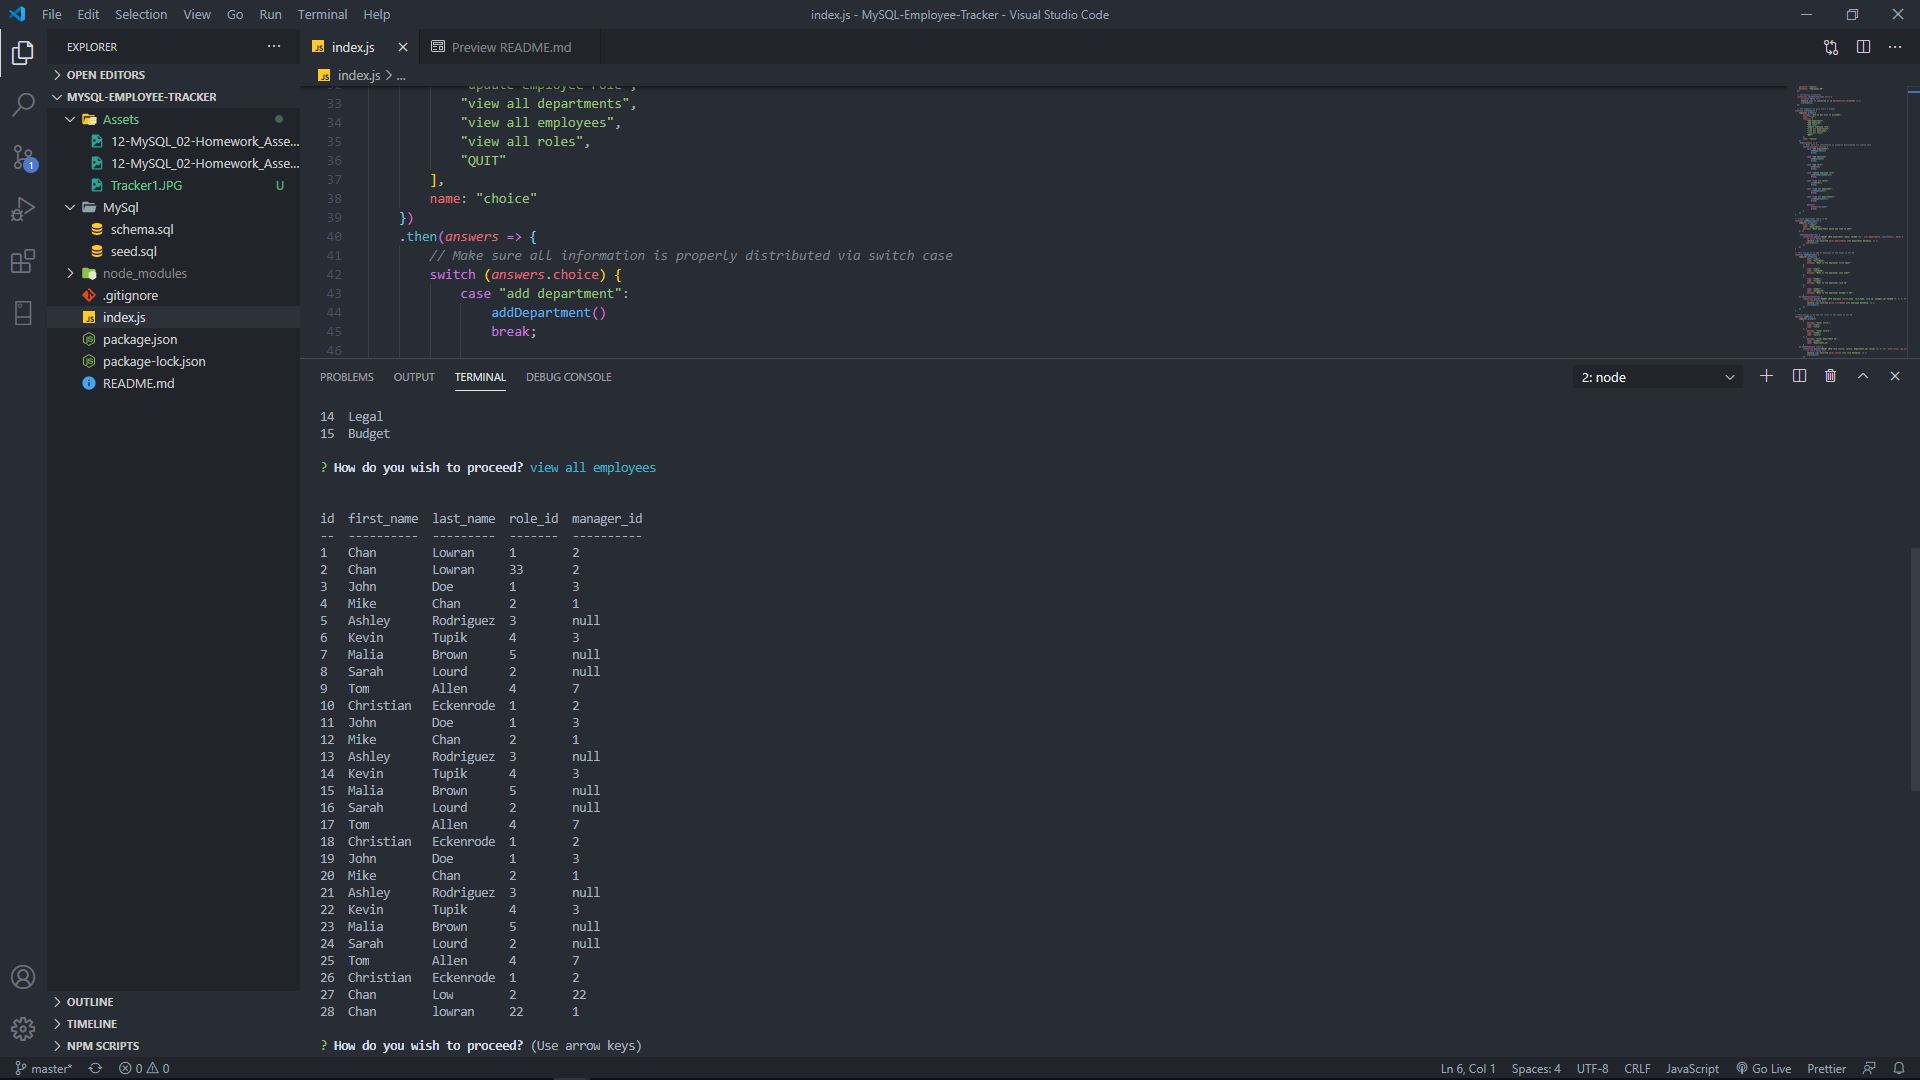 File Edit Selection View Go Run Terminal Help
index.js - MySQL-Employee-Tracker - Visual Studio Code
EXPLORER
OPEN EDITORS
MYSQL-EMPLOYEE-TRACKER
Assets
12-MySQL_02-Homework_Asse...
12-MySQL_02-Homework_Asse...
Tracker1.JPG U
MySql
schema.sql
seed.sql
node_modules
.gitignore
JS index.js
package.json
package-lock.json
README.md
OUTLINE
TIMELINE
NPM SCRIPTS
1
JS index.js
Preview README.md
JS index.js > ...
32 "update employee role",
33 "view all departments",
34 "view all employees",
35 "view all roles",
36 "QUIT"
37 ],
38 name: "choice"
39 })
40 .then(answers => {
41 // Make sure all information is properly distributed via switch case
42 switch (answers.choice) {
43 case "add department":
44 addDepartment()
45 break;
46
PROBLEMS OUTPUT TERMINAL DEBUG CONSOLE
2: node
14 Legal
15 Budget
? How do you wish to proceed? view all employees
id first_name last_name role_id manager_id
-- ---------- --------- ------- ----------
1 Chan Lowran 1 2
2 Chan Lowran 33 2
3 John Doe 1 3
4 Mike Chan 2 1
5 Ashley Rodriguez 3 null
6 Kevin Tupik 4 3
7 Malia Brown 5 null
8 Sarah Lourd 2 null
9 Tom Allen 4 7
10 Christian Eckenrode 1 2
11 John Doe 1 3
12 Mike Chan 2 1
13 Ashley Rodriguez 3 null
14 Kevin Tupik 4 3
15 Malia Brown 5 null
16 Sarah Lourd 2 null
17 Tom Allen 4 7
18 Christian Eckenrode 1 2
19 John Doe 1 3
20 Mike Chan 2 1
21 Ashley Rodriguez 3 null
22 Kevin Tupik 4 3
23 Malia Brown 5 null
24 Sarah Lourd 2 null
25 Tom Allen 4 7
26 Christian Eckenrode 1 2
27 Chan Low 2 22
28 Chan lowran 22 1
? How do you wish to proceed? (Use arrow keys)
master* 0 0
Ln 6, Col 1 Spaces: 4 UTF-8 CRLF JavaScript Go Live Prettier